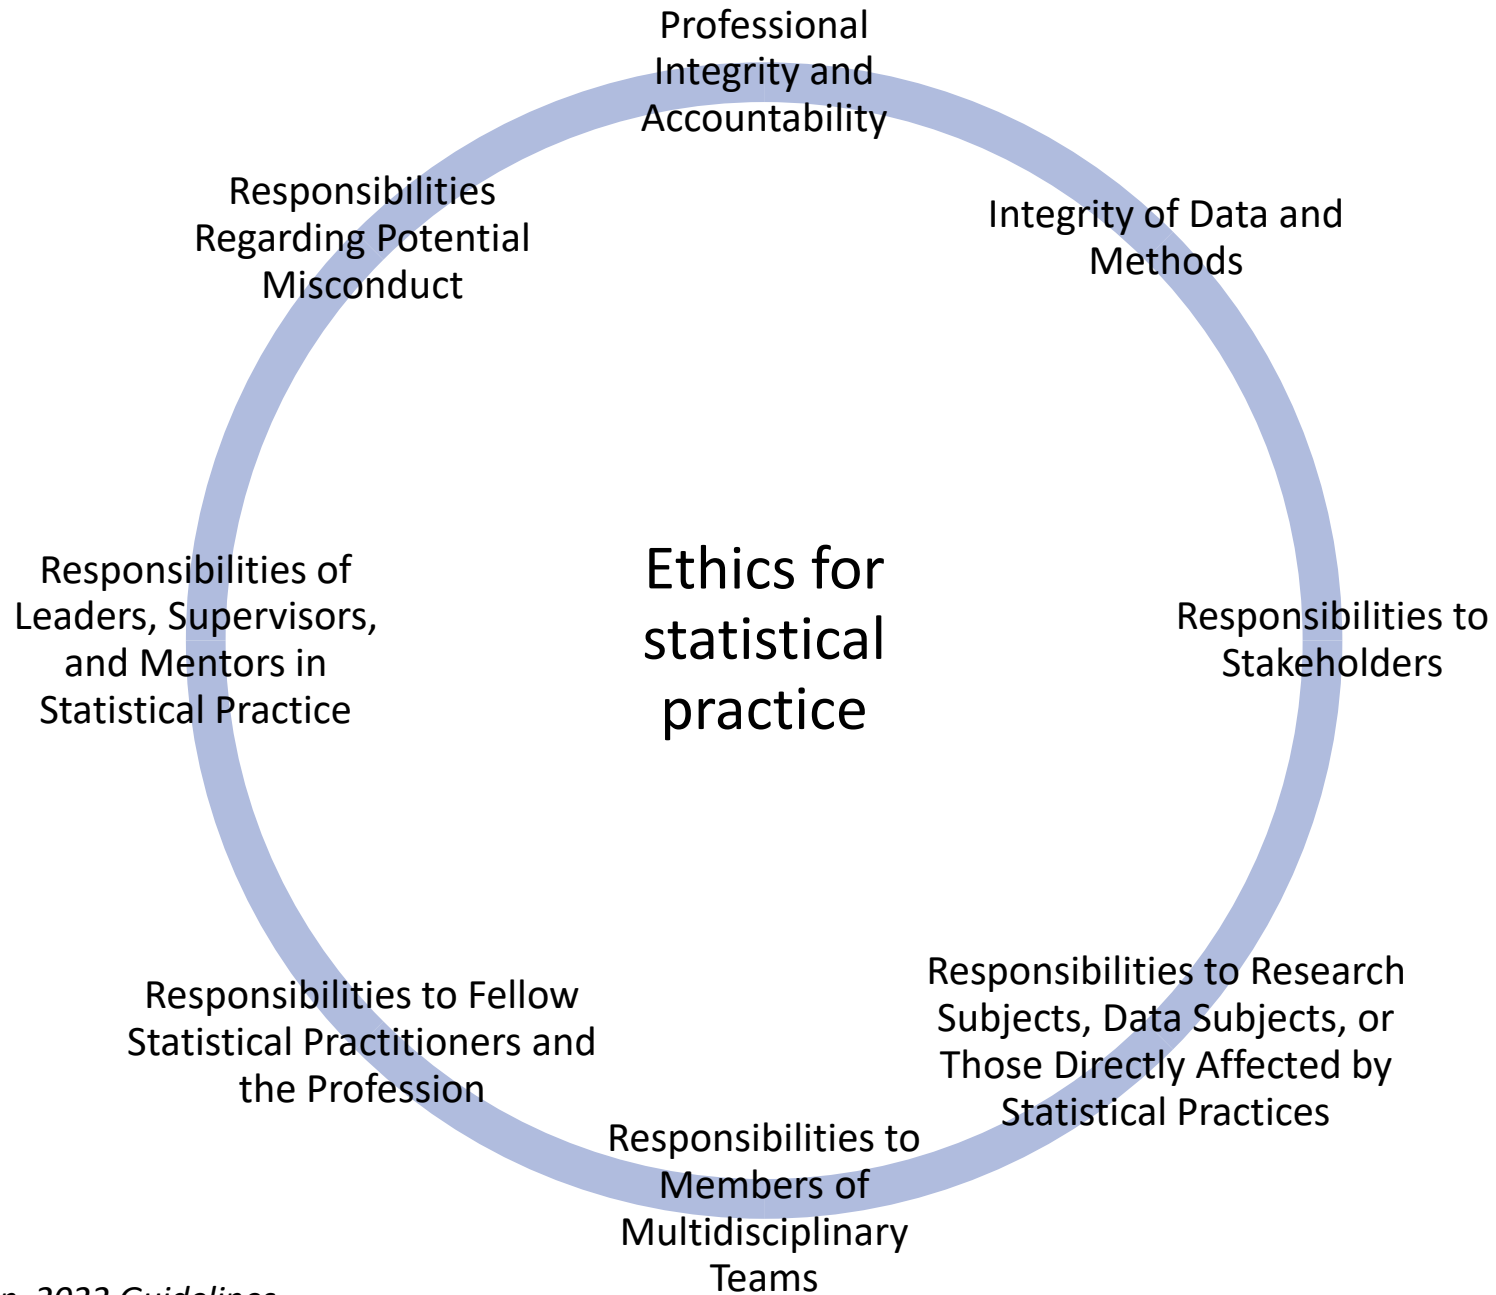 Professional
Integrity and
Accountability
Integrity of Data and
Methods
Responsibilities to
Stakeholders
Responsibilities to Research
Subjects, Data Subjects, or
Those Directly Affected by
Statistical Practices
Responsibilities to
Members of
Multidisciplinary
Teams
Responsibilities to Fellow
Statistical Practitioners and
the Profession
Responsibilities of
Leaders, Supervisors,
and Mentors in
Statistical Practice
Responsibilities
Regarding Potential
Misconduct
Ethics for
statistical
practice
Guidelines